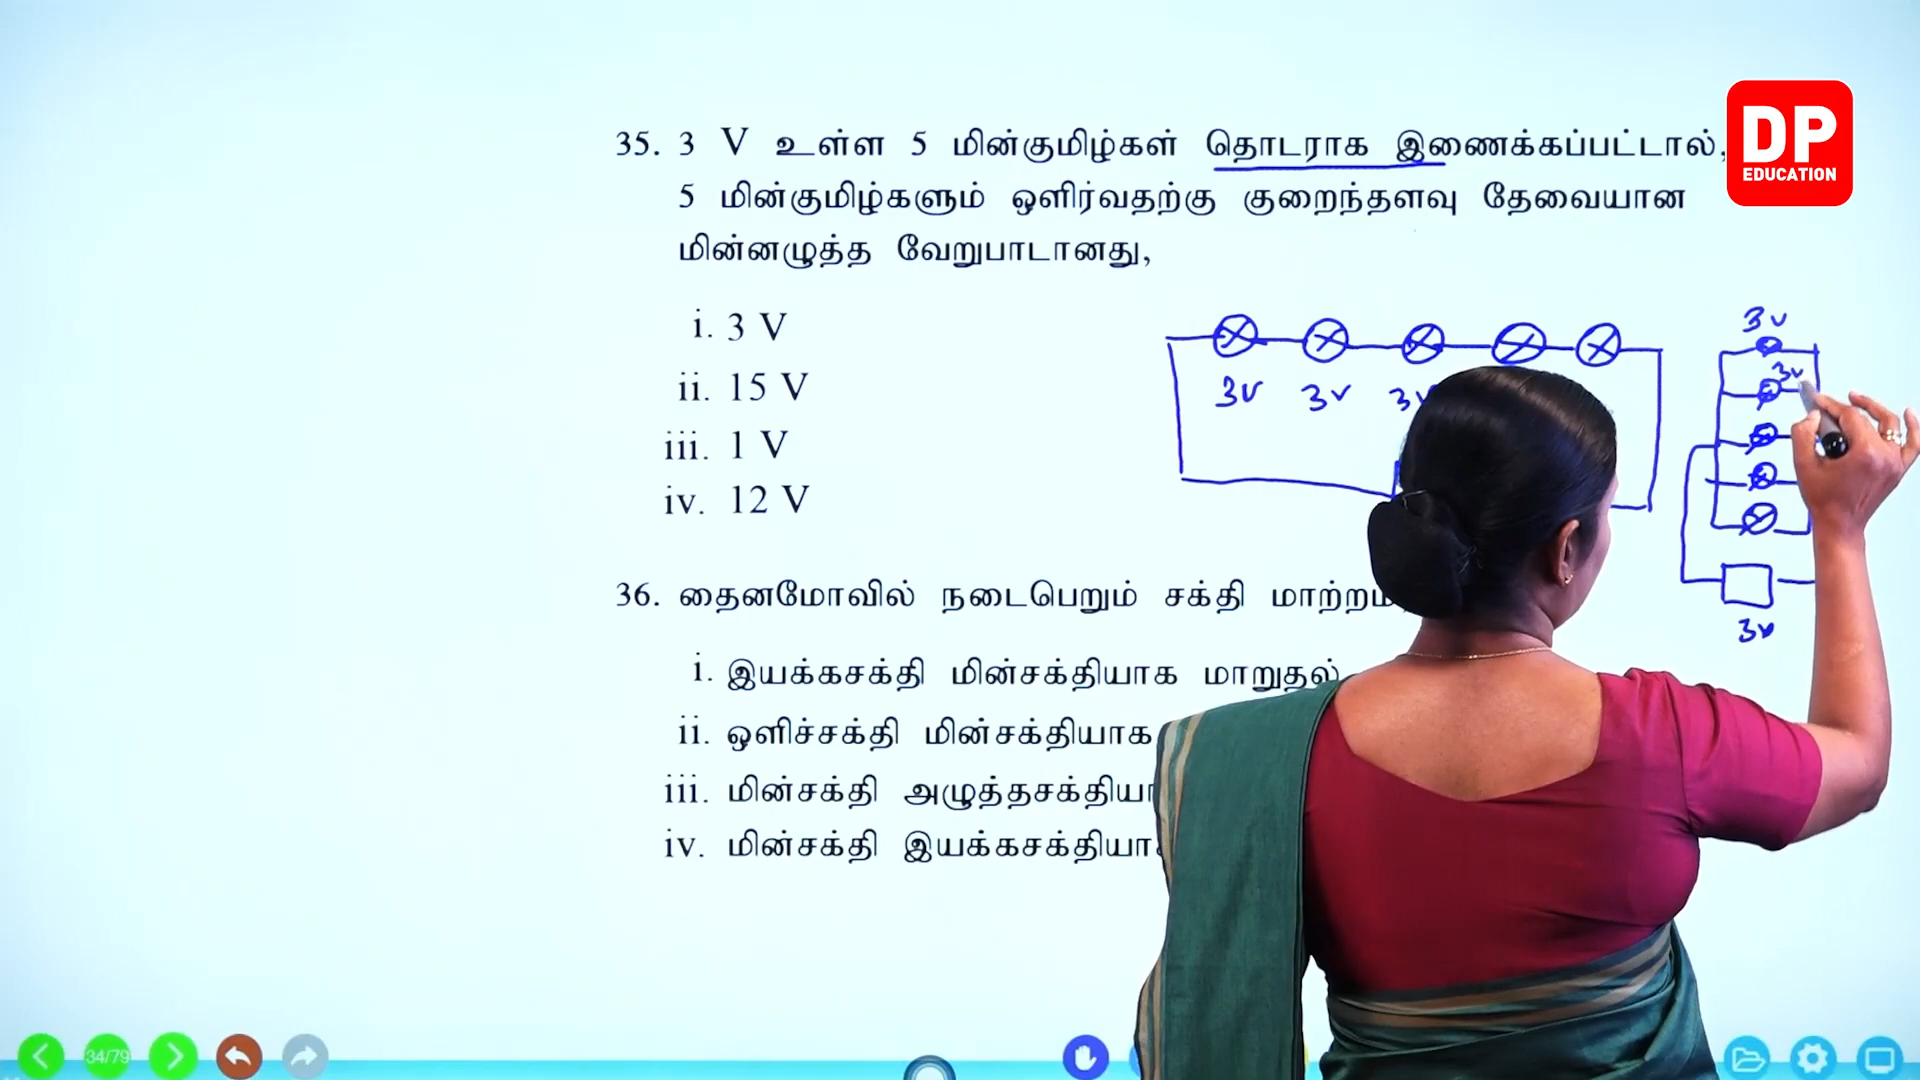 35. 3 V உள்ள 5 மின்குமிழ்கள் தொடராக இணைக்கப்பட்டால்,
5 மின்குமிழ்களும் ஒளிர்வதற்கு குறைந்தளவு தேவையான
மின்னழுத்த வேறுபாடானது,
i. 3 V
ii. 15 V
iii. 1 V
iv. 12 V
3v 3v 3v
3v
3v
3v
36. தைனமோவில் நடைபெறும் சக்தி
i. இயக்கசக்தி மின்சக்தியாக மாறுதல்
ii. ஒளிச்சக்தி மின்சக்தியாக
iii. மின்சக்தி
iv. மின்சக்தி
DP
EDUCATION
34/79